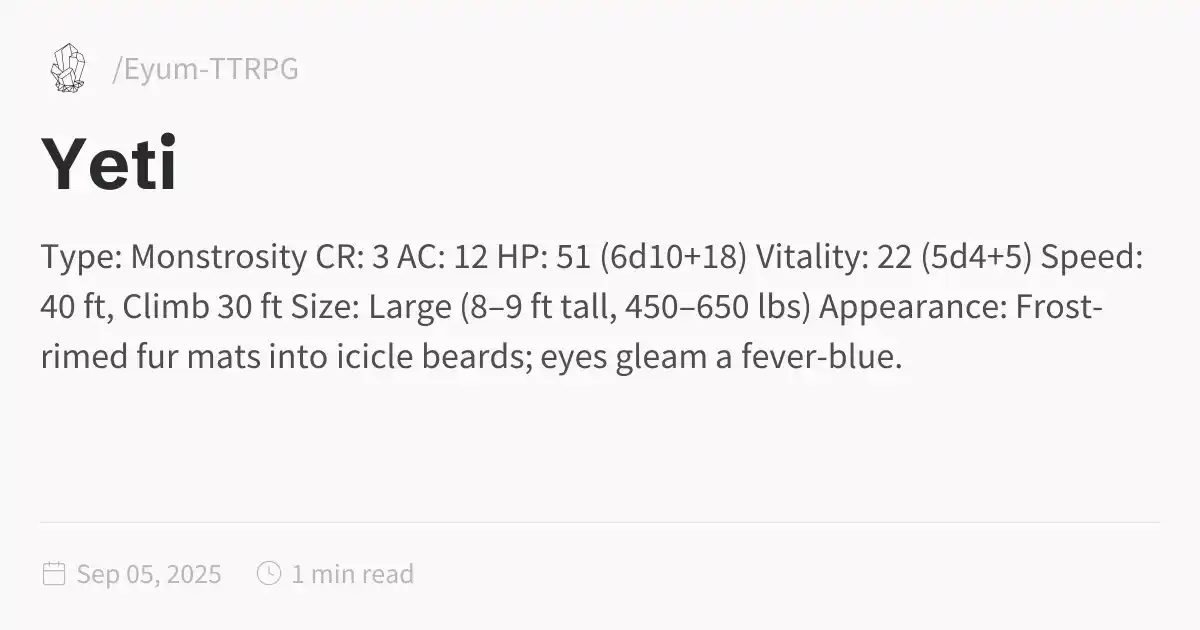 /Eyum-TTRPG
Yeti
Type: Monstrosity CR: 3 AC: 12 HP: 51 (6d10+18) Vitality: 22 (5d4+5) Speed:
40 ft, Climb 30 ft Size: Large (8–9 ft tall, 450–650 lbs) Appearance: Frost-
rimed fur mats into icicle beards; eyes gleam a fever-blue.
Sep 05, 2025 1 min read